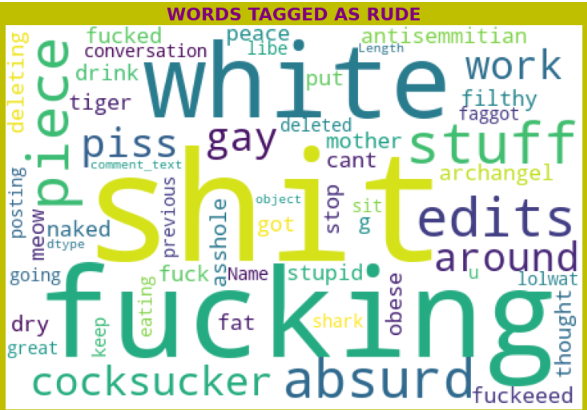 WORDS TAGGED AS RUDE
deleting
fucked
peace
antisemmitian
conversation
libe
Length
white
work
drink
put
tiger
filthy
faggot
piece
piss
gay
deleted
mother
stuff
comment_text
cant
archangel
shit
posting
meow
naked
dtype
previous
asshole
object
got
stop
sit
g
edits
around
going
fuck
Name
stupid
u
lolwat
fucking
dry
great
keep
eating
fat
shark
obese
thought
cocksucker
absurd
fuckeeed